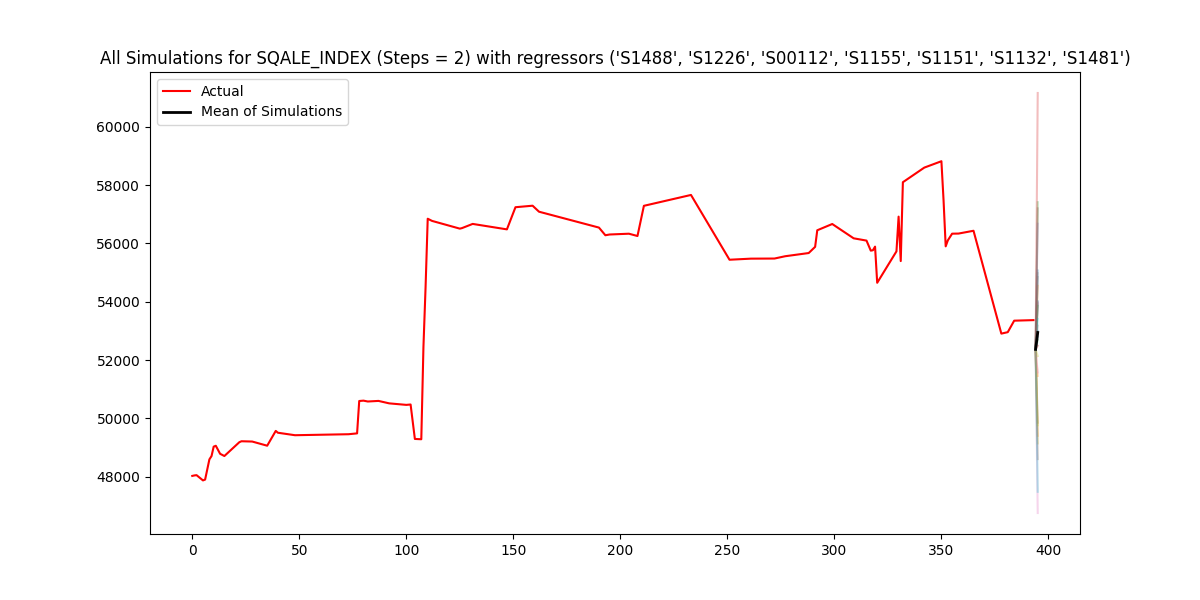 All Simulations for SQALE_INDEX (Steps = 2) with regressors ('S1488', 'S1226', 'S00112', 'S1155', 'S1151', 'S1132', 'S1481')
Actual
Mean of Simulations
60000
58000
56000
54000
52000
50000
48000
0 50 100 150 200 250 300 350 400